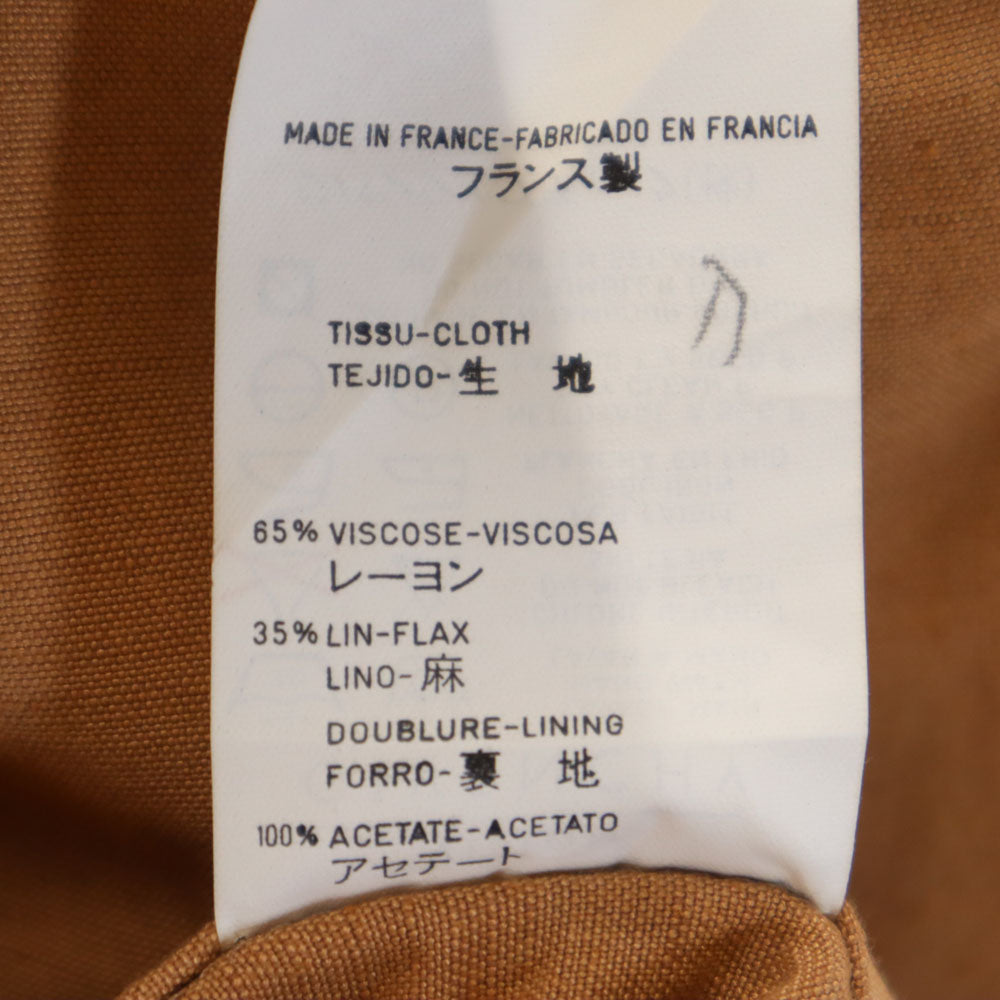 MADE IN FRANCE-FABRICADO EN FRANCIA
フランス製
TISSU-CLOTH
TEJIDO-生 地
65% VISCOSE-VISCOSA
レーヨン
35% LIN-FLAX
LINO-麻
DOUBLURE-LINING
FORRO-裏 地
100% ACETATE-ACETATO
アセテート